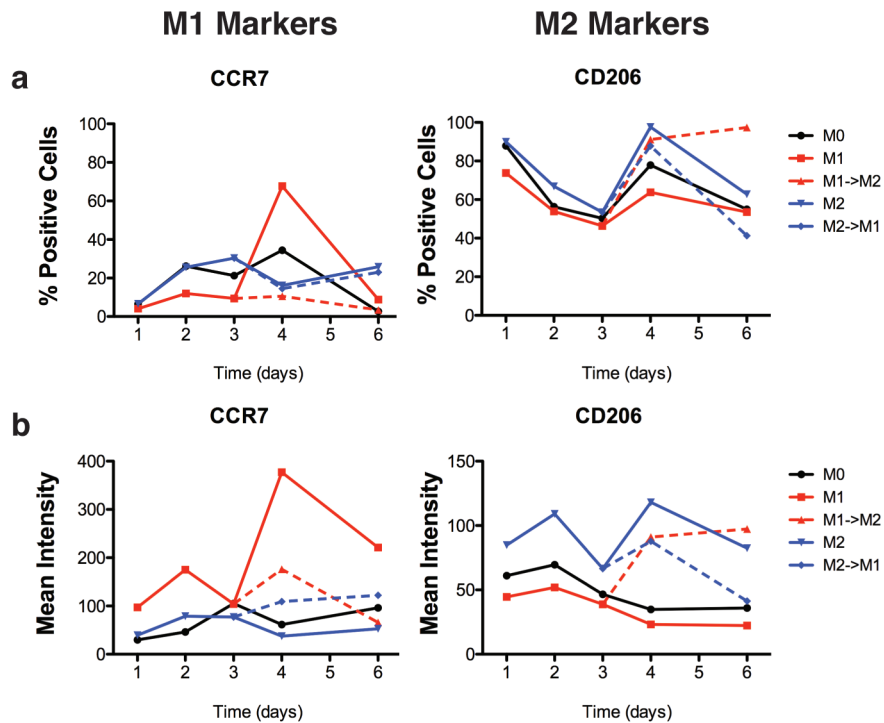 M1 Markers
M2 Markers
a
CCR7
CD206
% Positive Cells
100
80
60
40
20
0
1 2 3 4 5 6
Time (days)
% Positive Cells
100
80
60
40
20
0
1 2 3 4 5 6
Time (days)
M0
M1
M1->M2
M2
M2->M1
b
CCR7
CD206
Mean Intensity
400
300
200
100
0
1 2 3 4 5 6
Time (days)
Mean Intensity
150
100
50
0
1 2 3 4 5 6
Time (days)
M0
M1
M1->M2
M2
M2->M1